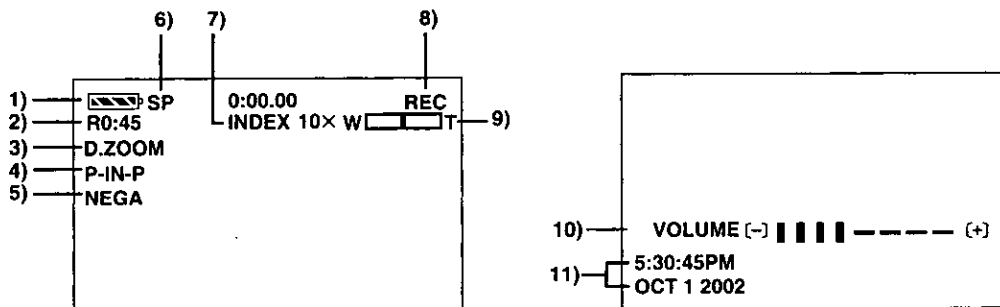 6) 7) 8)
1) SP 0:00.00 REC
2) R0:45 INDEX 10× W T 9)
3) D.ZOOM
4) P-IN-P
5) NEGA
10) VOLUME [–] [+]
11) 5:30:45PM
OCT 1 2002